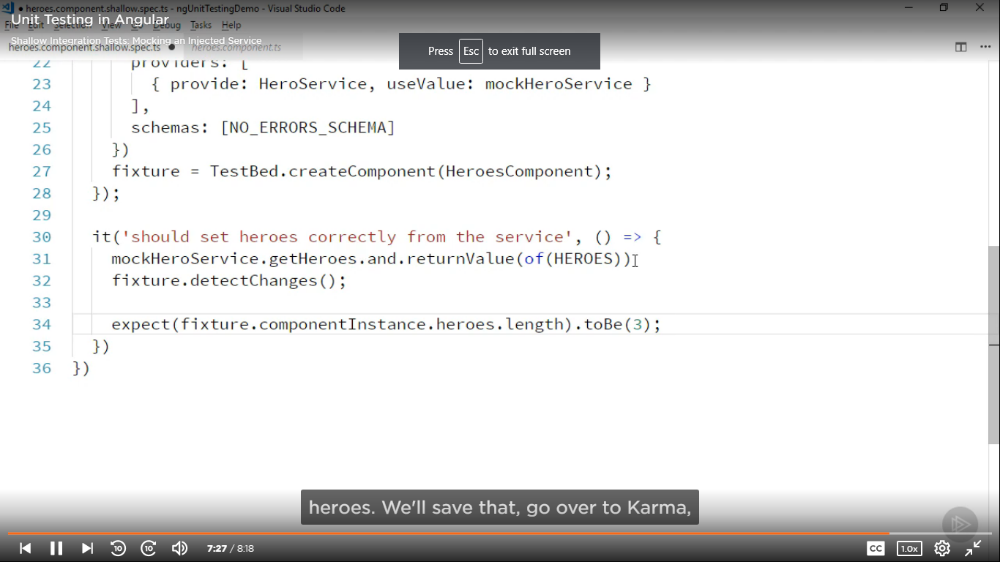 heroes.component.shallow.spec.ts - ngUnitTestingDemo - Visual Studio Code
Unit Testing in Angular
File Edit Selection View Go Debug Tasks Help
Shallow Integration Tests: Mocking an Injected Service
heroes.component.shallow.spec.ts ● heroes.component.ts
Press Esc to exit full screen
22 providers: [
23 { provide: HeroService, useValue: mockHeroService }
24 ],
25 schemas: [NO_ERRORS_SCHEMA]
26 })
27 fixture = TestBed.createComponent(HeroesComponent);
28 });
29
30 it('should set heroes correctly from the service', () => {
31 mockHeroService.getHeroes.and.returnValue(of(HEROES))
32 fixture.detectChanges();
33
34 expect(fixture.componentInstance.heroes.length).toBe(3);
35 })
36 })
heroes. We'll save that, go over to Karma,
10 10 7:27 / 8:18 CC 1.0x